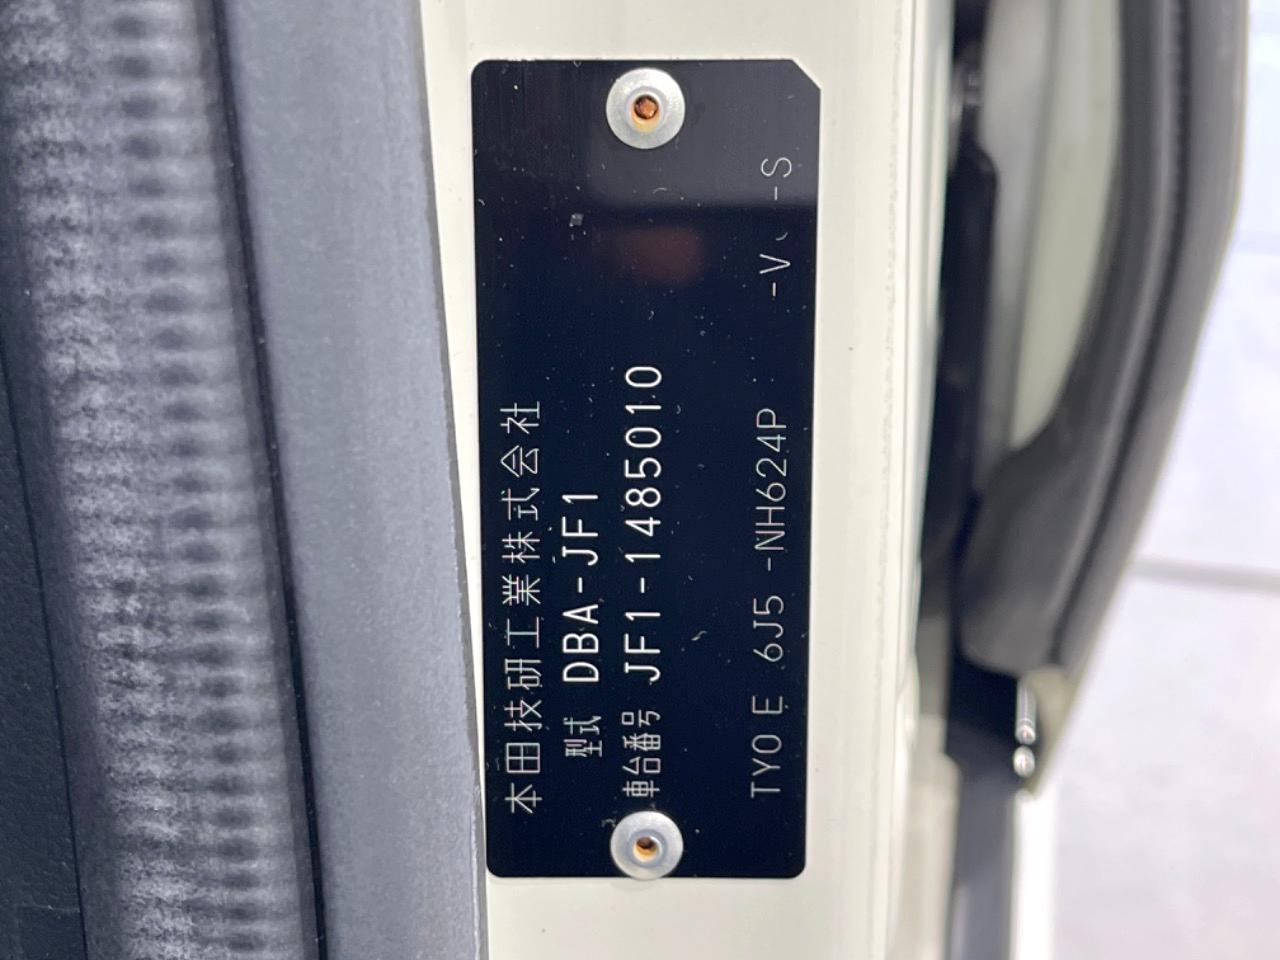 本田技研工業株式会社
型式 DBA-JF1
車台番号 JF1-1485010
TY0 E 6J5 -NH624P -V -S